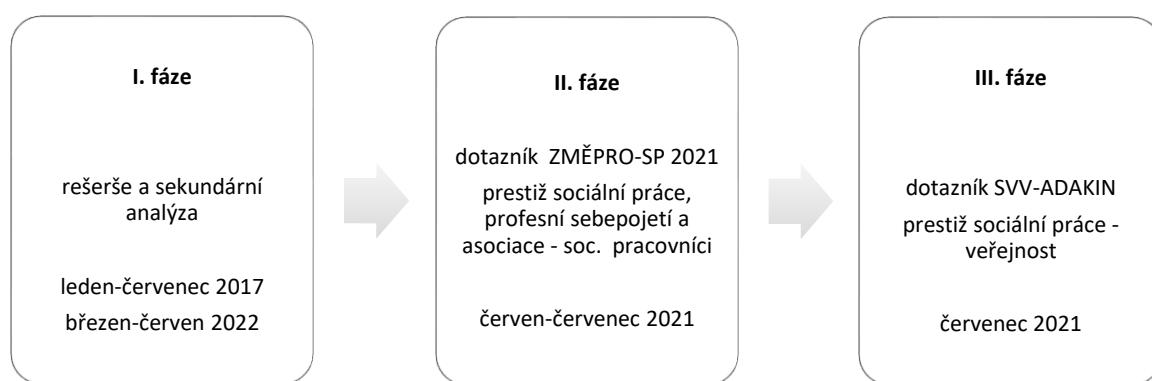 I. fáze
rešerše a sekundární
analýza
leden-červenec 2017
březen-červen 2022
II. fáze
dotazník  ZMĚPRO-SP 2021
prestiž sociální práce,
profesní sebepojetí a
asociace - soc.  pracovníci
červen-červenec 2021
III. fáze
dotazník SVV-ADAKIN
prestiž sociální práce -
veřejnost
červenec 2021